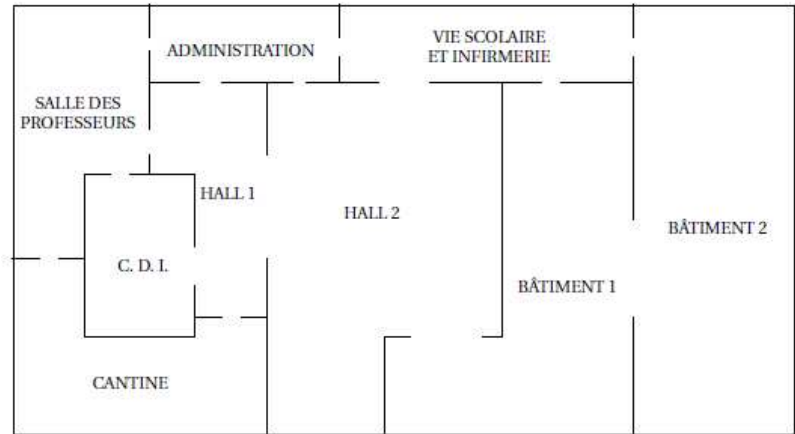 ADMINISTRATION
VIE SCOLAIRE
ET INFIRMERIE
SALLE DES
PROFESSEURS
HALL 1
HALL 2
BÂTIMENT 2
C. D. I.
BÂTIMENT 1
CANTINE